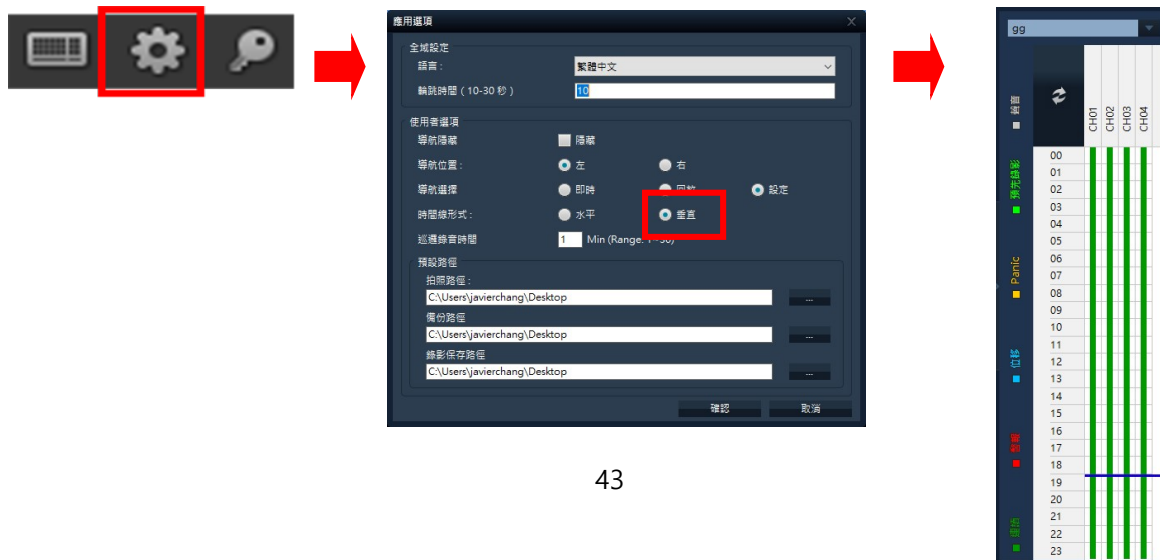 應用選項
全域設定
語言 :
繁體中文
輪跳時間 ( 10-30 秒 )
10
使用者選項
導航隱藏
隱藏
導航位置 :
左
右
導航選擇
即時
設定
時間線形式 :
水平
垂直
巡邏錄音時間
1
Min (Range:
預設路徑
拍照路徑 :
C:\Users\javierchang\Desktop
...
備份路徑
C:\Users\javierchang\Desktop
...
錄影保存路徑
C:\Users\javierchang\Desktop
...
確認
取消
gg
CH01
CH02
CH03
CH04
預先錄影
Panic
位移
00
01
02
03
04
05
06
07
08
09
10
11
12
13
14
15
16
17
18
19
20
21
22
23
43